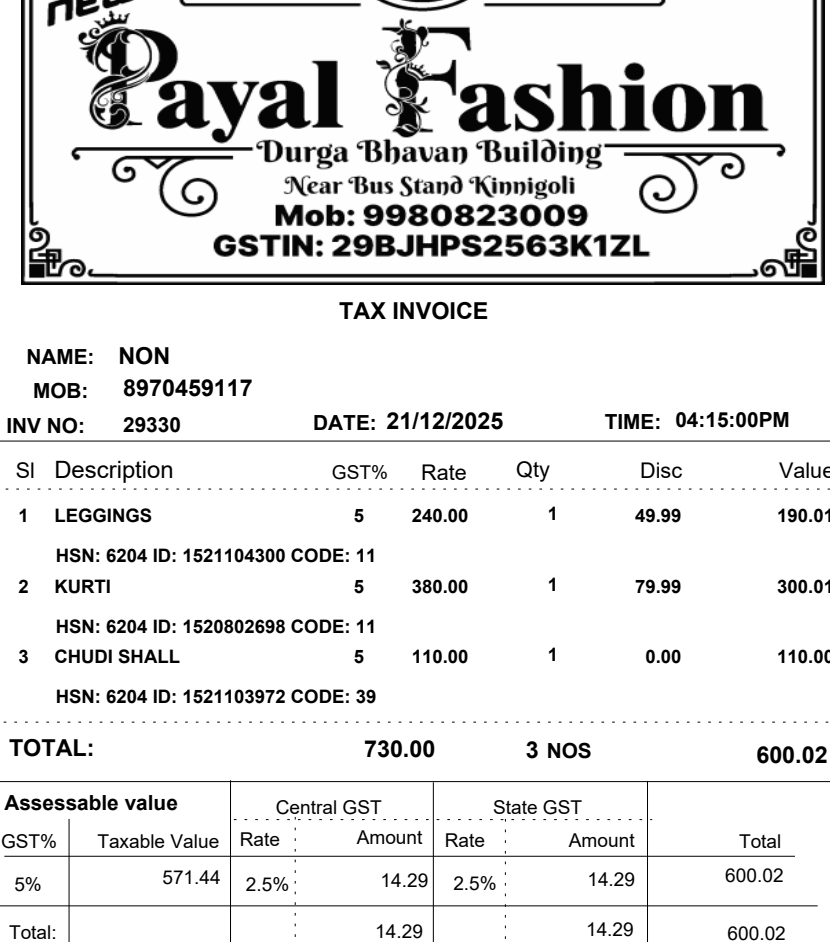 new
Payal Fashion
Durga Bhavan Building
Near Bus Stand Kinnigoli
Mob: 9980823009
GSTIN: 29BJHPS2563K1ZL
TAX INVOICE
NAME: NON
MOB: 8970459117
INV NO: 29330 DATE: 21/12/2025 TIME: 04:15:00PM
Sl Description GST% Rate Qty Disc Value
1 LEGGINGS 5 240.00 1 49.99 190.01
HSN: 6204 ID: 1521104300 CODE: 11
2 KURTI 5 380.00 1 79.99 300.01
HSN: 6204 ID: 1520802698 CODE: 11
3 CHUDI SHALL 5 110.00 1 0.00 110.00
HSN: 6204 ID: 1521103972 CODE: 39
TOTAL: 730.00 3 NOS 600.02
Assessable value Central GST State GST
GST% Taxable Value Rate Amount Rate Amount Total
5% 571.44 2.5% 14.29 2.5% 14.29 600.02
Total: 14.29 14.29 600.02